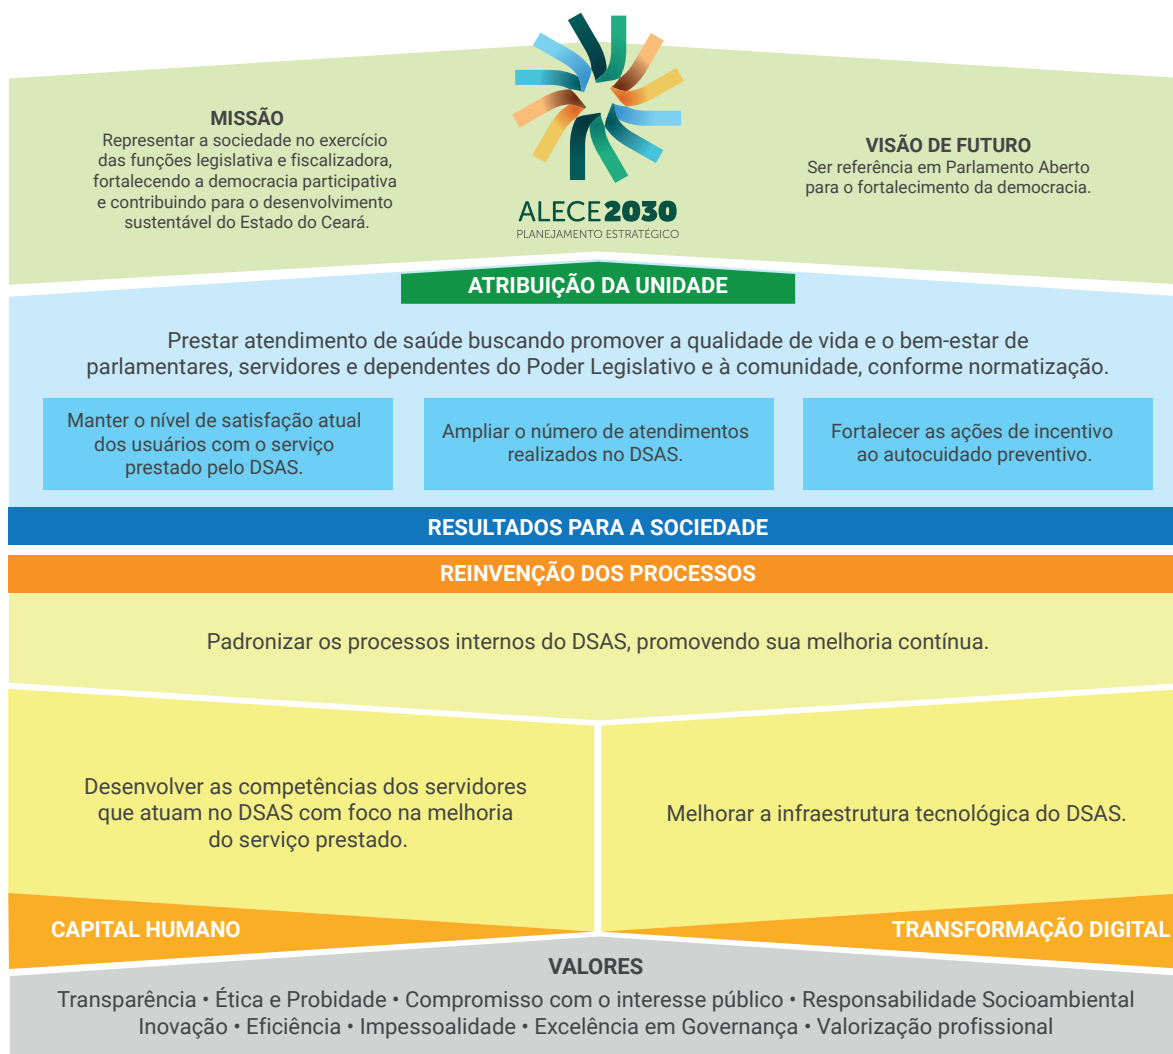 MISSÃO
Representar a sociedade no exercício
das funções legislativa e fiscalizadora,
fortalecendo a democracia participativa
e contribuindo para o desenvolvimento
sustentável do Estado do Ceará.
ALECE 2030
PLANEJAMENTO ESTRATÉGICO
VISÃO DE FUTURO
Ser referência em Parlamento Aberto
para o fortalecimento da democracia.
ATRIBUIÇÃO DA UNIDADE
Prestar atendimento de saúde buscando promover a qualidade de vida e o bem-estar de
parlamentares, servidores e dependentes do Poder Legislativo e à comunidade, conforme normatização.
Manter o nível de satisfação atual
dos usuários com o serviço
prestado pelo DSAS.
Ampliar o número de atendimentos
realizados no DSAS.
Fortalecer as ações de incentivo
ao autocuidado preventivo.
RESULTADOS PARA A SOCIEDADE
REINVENÇÃO DOS PROCESSOS
Padronizar os processos internos do DSAS, promovendo sua melhoria contínua.
Desenvolver as competências dos servidores
que atuam no DSAS com foco na melhoria
do serviço prestado.
Melhorar a infraestrutura tecnológica do DSAS.
CAPITAL HUMANO
TRANSFORMAÇÃO DIGITAL
VALORES
Transparência • Ética e Probidade • Compromisso com o interesse público • Responsabilidade Socioambiental
Inovação • Eficiência • Impessoalidade • Excelência em Governança • Valorização profissional